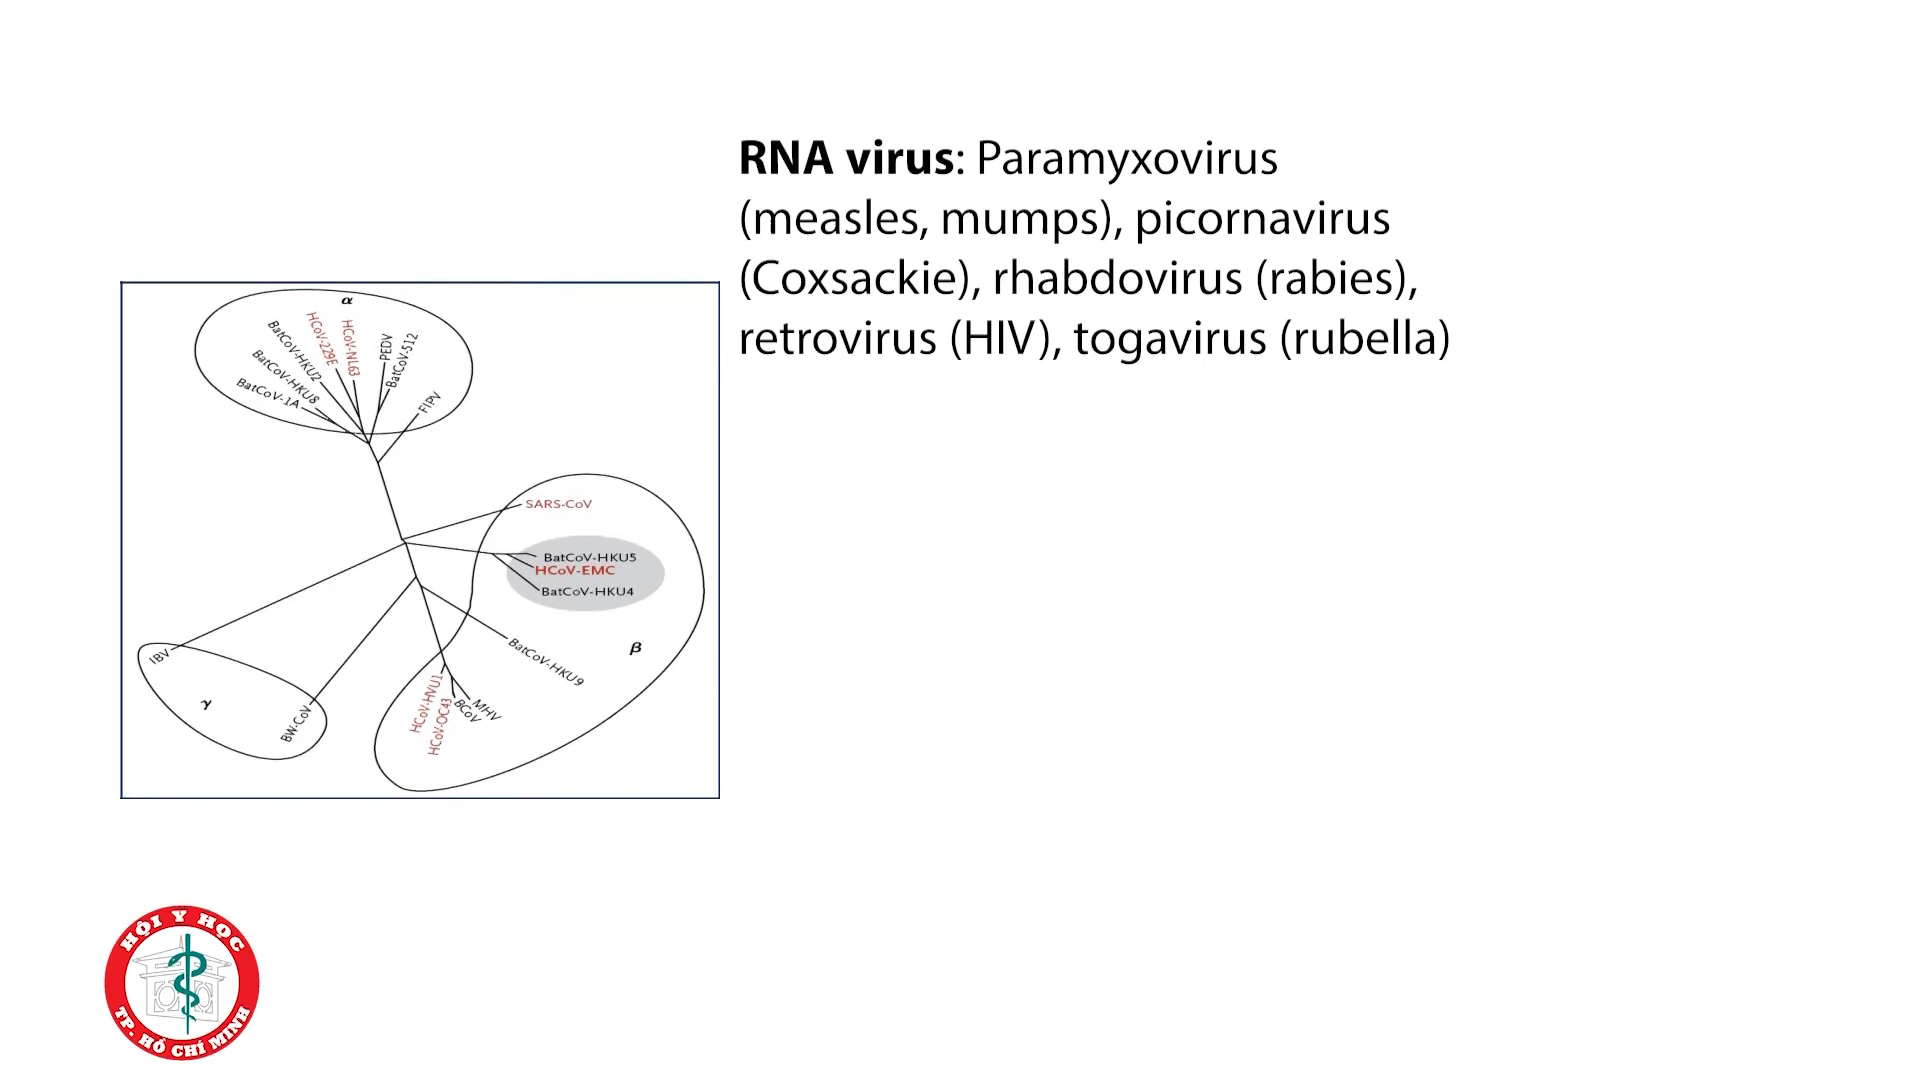 RNA virus: Paramyxovirus
(measles, mumps), picornavirus
(Coxsackie), rhabdovirus (rabies),
retrovirus (HIV), togavirus (rubella)
α
BatCoV-1A
BatCoV-HKU8
BatCoV-HKU2
HCoV-229E
HCoV-NL63
PEDV
BatCoV-512
FIPV
SARS-CoV
BatCoV-HKU5
HCoV-EMC
BatCoV-HKU4
β
BatCoV-HKU9
MHV
BCoV
HCoV-OC43
HCoV-HVU1
IBV
γ
BW-CoV
HỘI Y HỌC
TP. HỒ CHÍ MINH